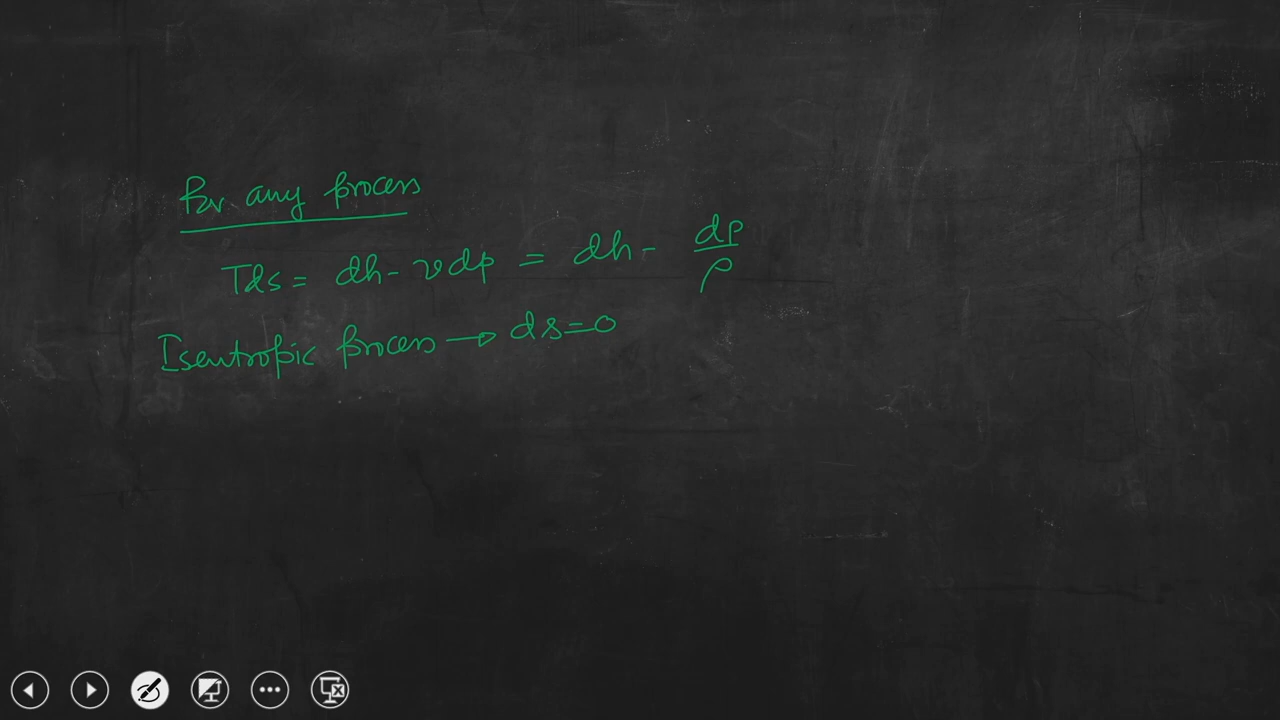 For any process
Tds = dh - vdp = dh - dp/ρ
Isentropic process → ds=0